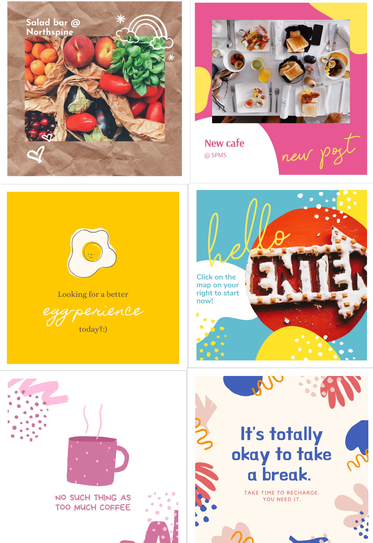 Salad bar @
Northspine
New cafe
@ SPMS
new post
Looking for a better
egg-perience
today?:)
hello
Click on the
map on your
right to start
now!
ENTER
NO SUCH THING AS
TOO MUCH COFFEE
It's totally
okay to take
a break.
TAKE TIME TO RECHARGE.
YOU NEED IT.